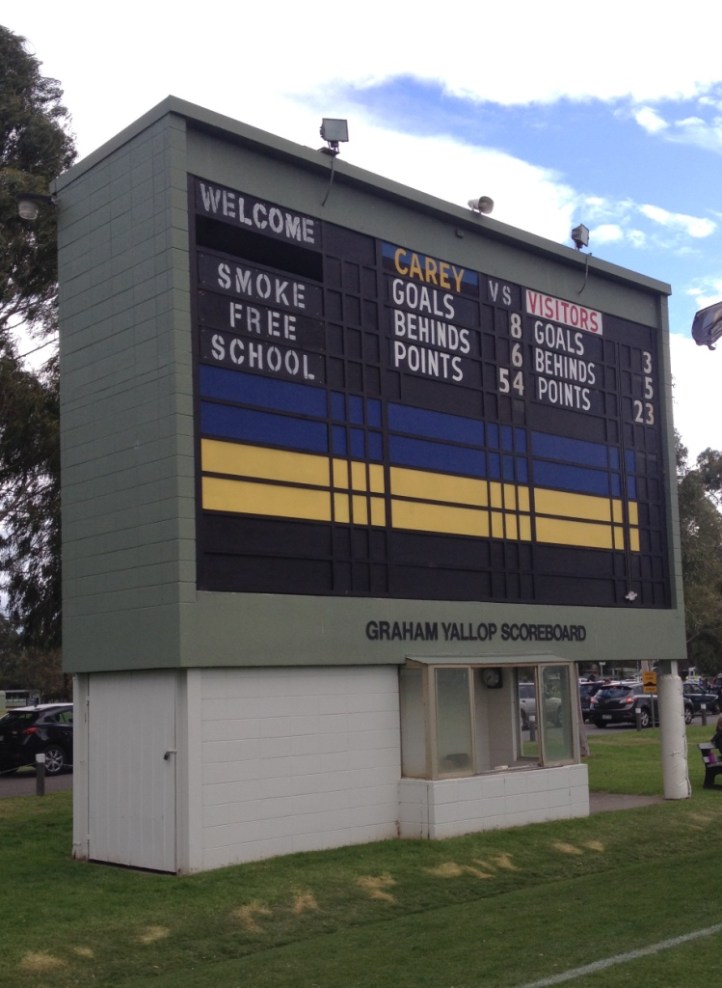 WELCOME
SMOKE
FREE
SCHOOL
CAREY VS VISITORS
GOALS 8 GOALS 3
BEHINDS 6 BEHINDS 5
POINTS 54 POINTS 23
GRAHAM YALLOP SCOREBOARD